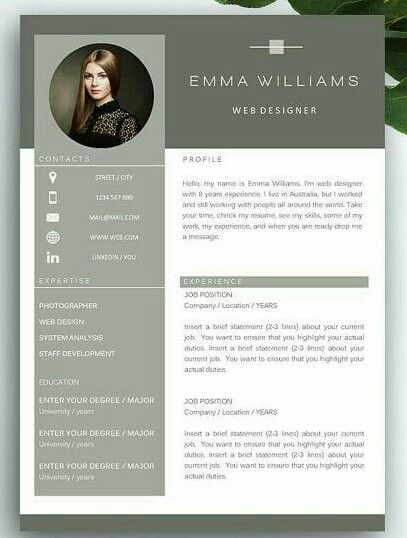 EMMA WILLIAMS
WEB DESIGNER
CONTACTS
STREET / CITY
1234 567 890
MAIL@MAIL.COM
WWW.WEB.COM
in
LINKEDIN / YOU
EXPERTISE
PHOTOGRAPHER
WEB DESIGN
SYSTEM ANALYSIS
STAFF DEVELOPMENT
EDUCATION
ENTER YOUR DEGREE / MAJOR
University / years
ENTER YOUR DEGREE / MAJOR
University / years
ENTER YOUR DEGREE / MAJOR
University / years
PROFILE
Hello, my name is Emma Williams. I'm web designer
with 8 years experience. I live in Australia, but I worked
and still working with people all around the world. Take
your time, check my resume, see my skills, some of my
work, my experience, and when you are ready drop me
a message.
EXPERIENCE
JOB POSITION
Company / Location / YEARS
Insert a brief statement (2-3 lines) about your current
job. You want to ensure that you highlight your actual
duties. Insert a brief statement (2-3 lines) about your
current job. You want to ensure that you highlight your
actual duties.
JOB POSITION
Company / Location / YEARS
Insert a brief statement (2-3 lines) about your current
job. You want to ensure that you highlight your actual
duties. Insert a brief statement (2-3 lines) about your
current job. You want to ensure that you highlight your
actual duties.